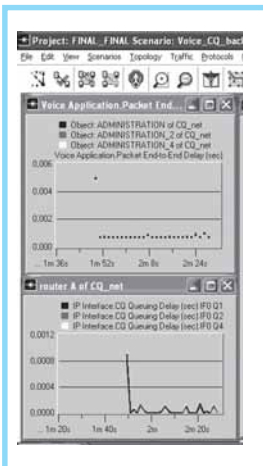 Project: FINAL_FINAL Scenario: Voice_CQ_back
File Edit View Scenarios Topology Traffic Protocols
Voice Application.Packet End...
Object: ADMINISTRATION of CQ_net
Object: ADMINISTRATION_2 of CQ_net
Object: ADMINISTRATION_4 of CQ_net
Voice Application.Packet End-to-End Delay (sec)
0.006
0.004
0.002
0.000
... 1m 36s 1m 52s 2m 8s 2m 24s
router A of CQ_net
IP Interface.CQ Queuing Delay (sec) IF0 Q1
IP Interface.CQ Queuing Delay (sec) IF0 Q2
IP Interface.CQ Queuing Delay (sec) IF0 Q4
0.0012
0.0008
0.0004
0.0000
... 1m 20s 1m 40s 2m 2m 20s